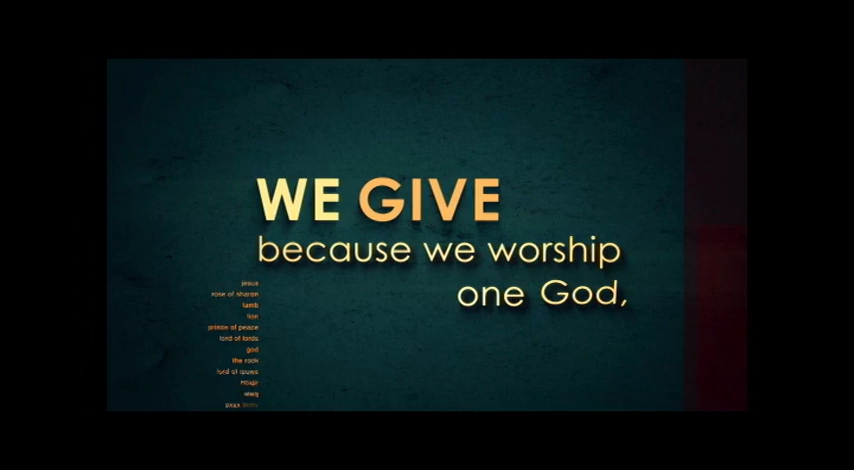 WE GIVE
because we worship
one God,
jesus
rose of sharon
lamb
lion
prince of peace
lord of lords
god
the rock
lord of